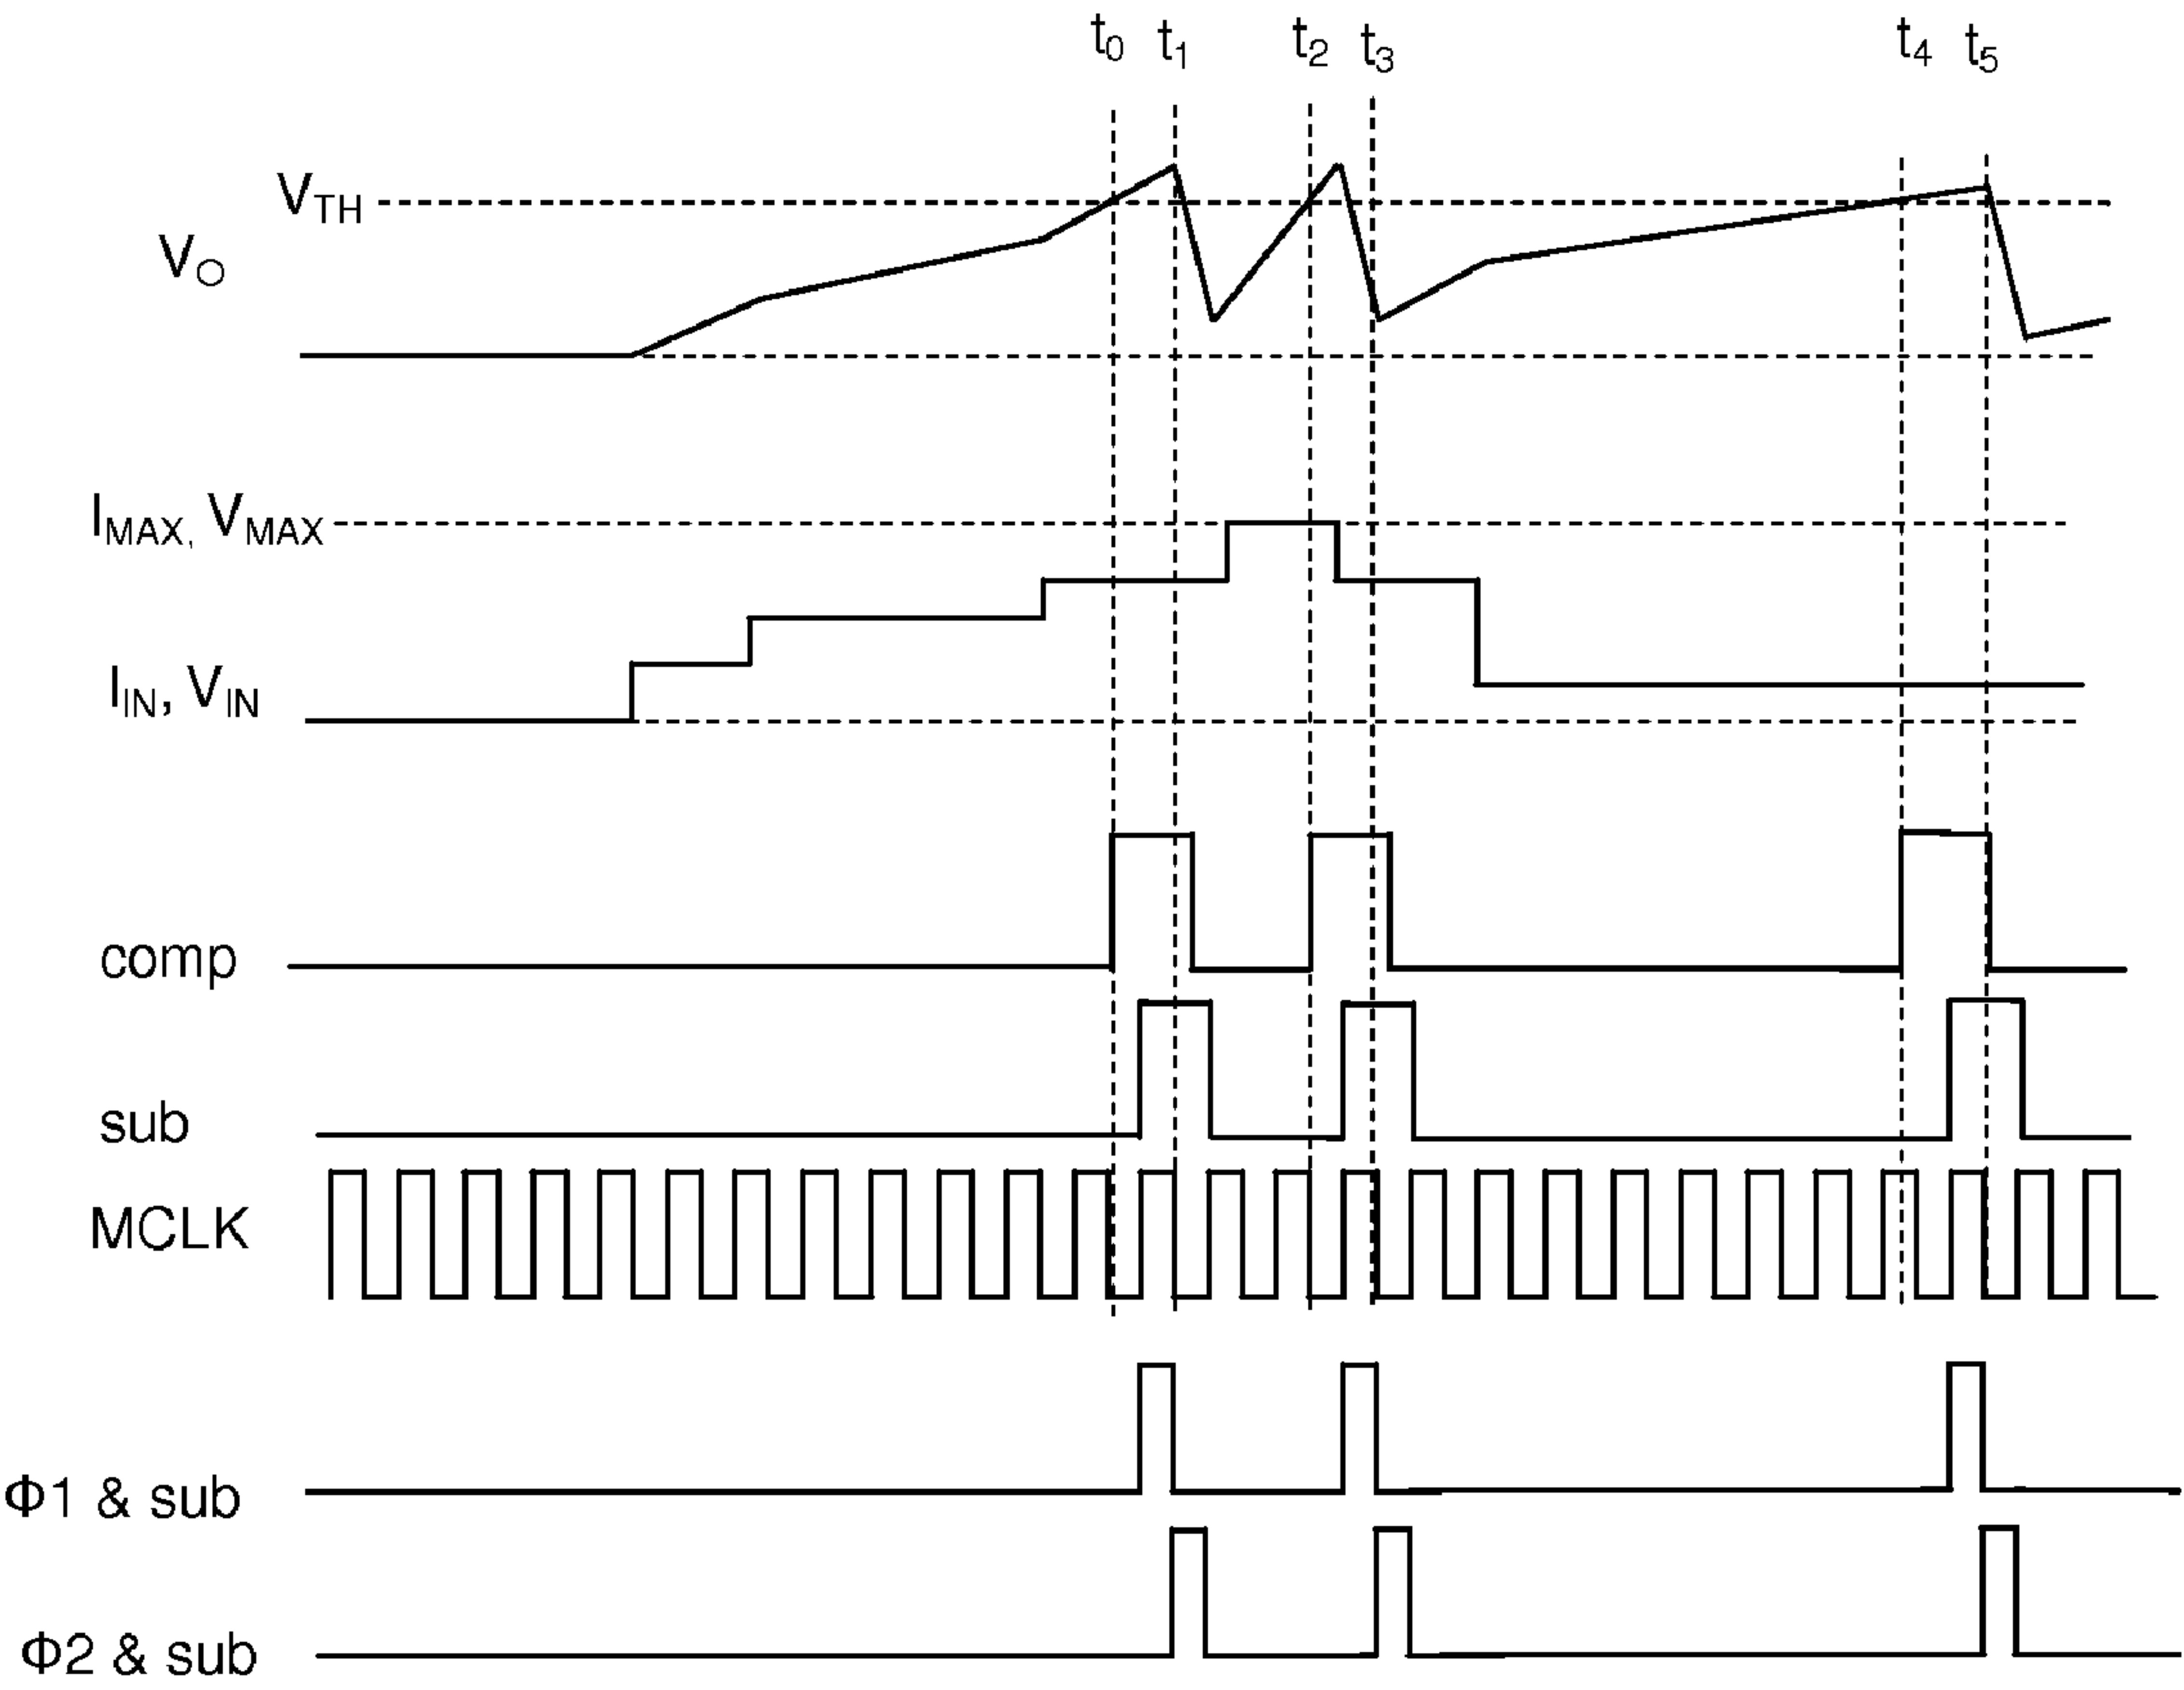 t0 t1 t2 t3 t4 t5
VTH
VO
IMAX, VMAX
IIN, VIN
comp
sub
MCLK
Φ1 & sub
Φ2 & sub